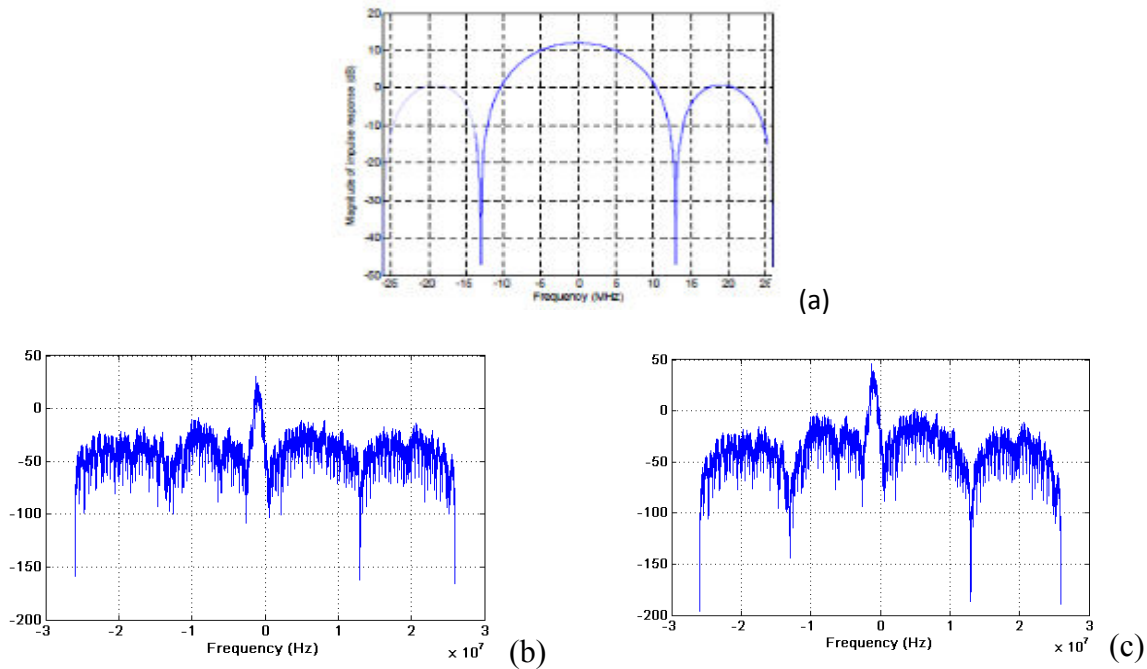 20
10
0
-10
-20
-30
-40
-50
Magnitude of impulse response (dB)
-25 -20 -15 -10 -5 0 5 10 15 20 25
Frequency (MHz)
(a)
50
0
-50
-100
-150
-200
-3 -2 -1 0 1 2 3
Frequency (Hz)
x 10^7
(b)
50
0
-50
-100
-150
-200
-3 -2 -1 0 1 2 3
Frequency (Hz)
x 10^7
(c)